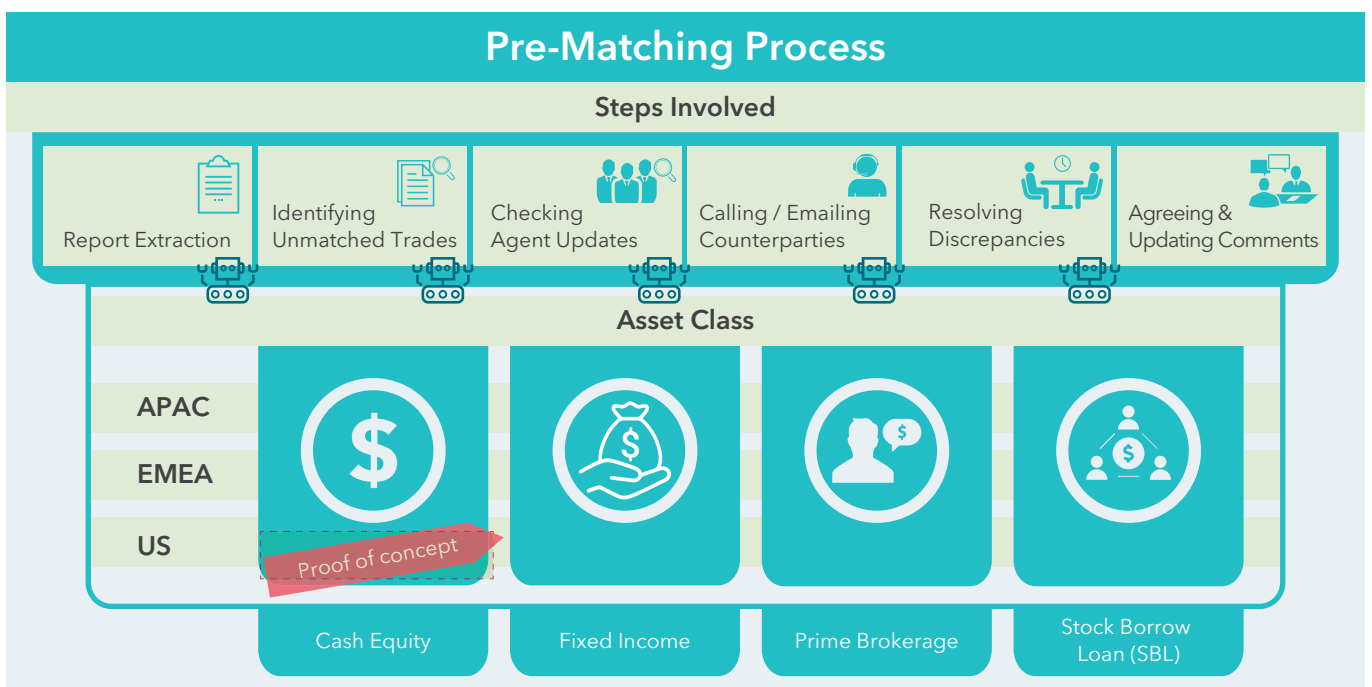 Pre-Matching Process
Steps Involved
Report Extraction
Identifying
Unmatched Trades
Checking
Agent Updates
Calling / Emailing
Counterparties
Resolving
Discrepancies
Agreeing &
Updating Comments
Asset Class
APAC
EMEA
US
$
$
$
$
Proof of concept
Cash Equity
Fixed Income
Prime Brokerage
Stock Borrow
Loan (SBL)